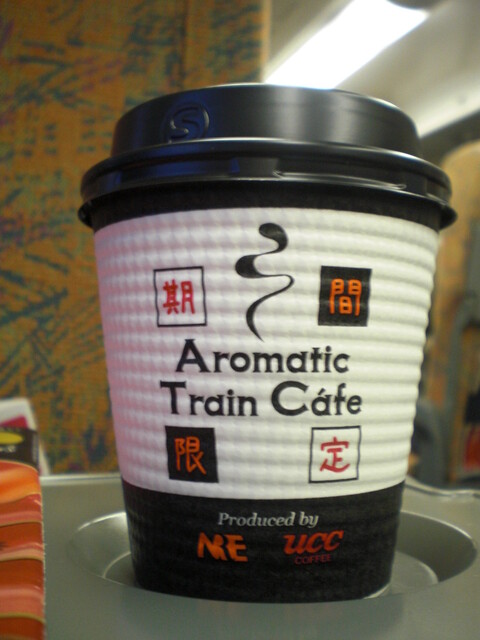 期 間
Aromatic
Train Cáfe
限 定
Produced by
NRE UCC
COFFEE
S